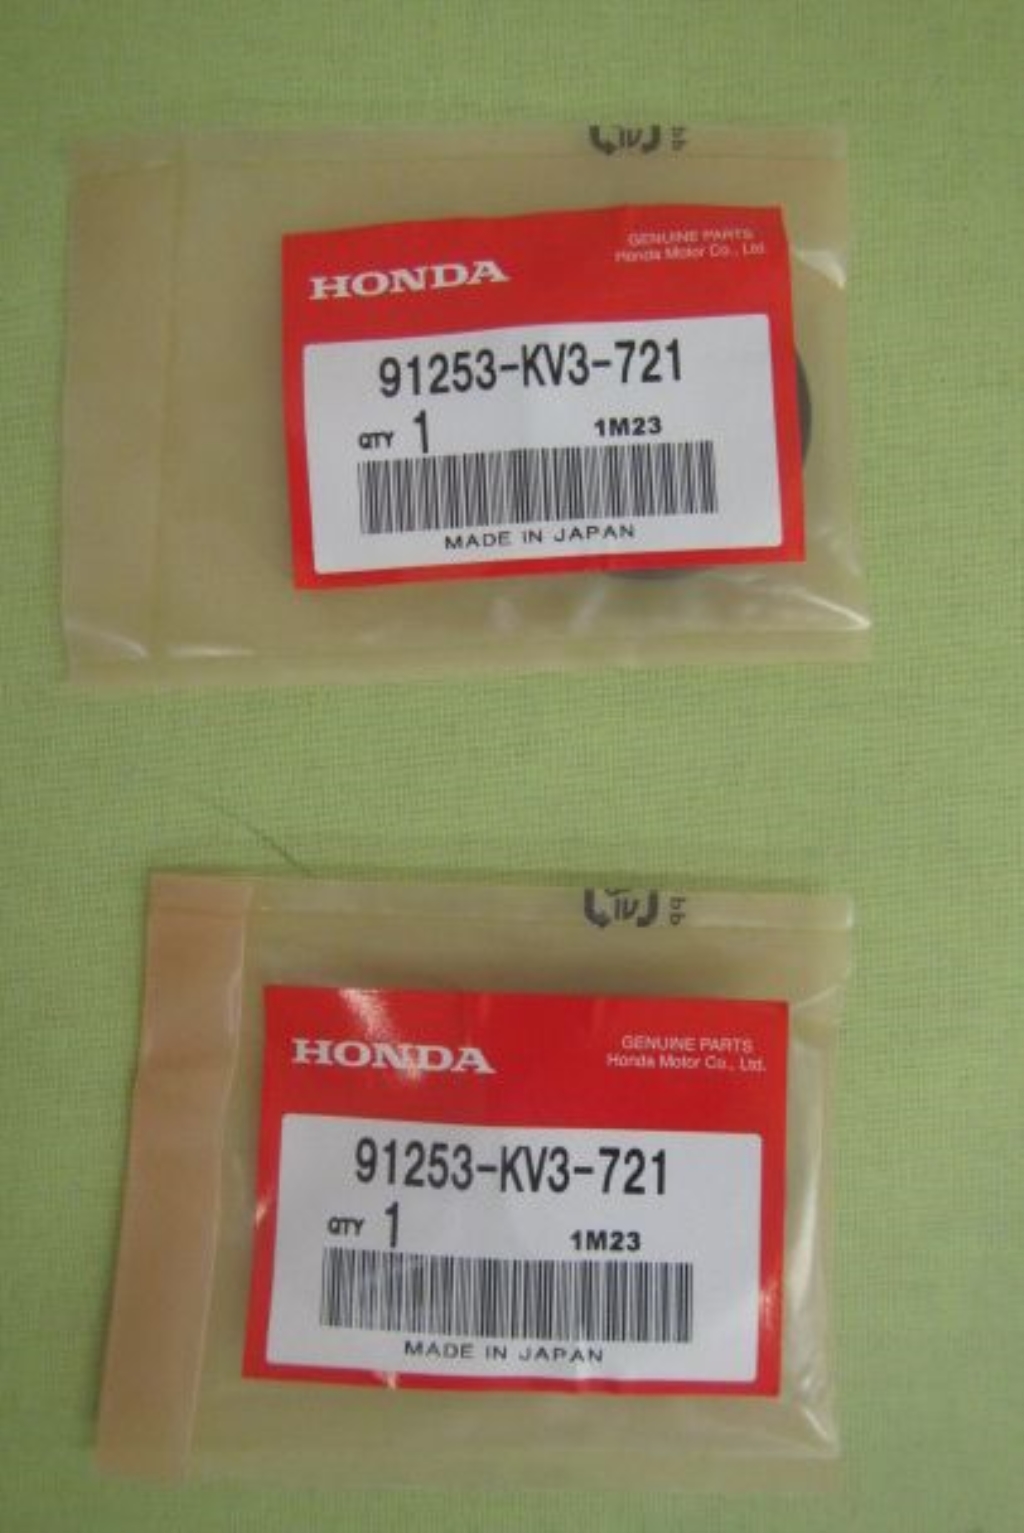 HONDA
GENUINE PARTS
Honda Motor Co., Ltd.
91253-KV3-721
QTY 1 1M23
MADE IN JAPAN
HONDA
GENUINE PARTS
Honda Motor Co., Ltd.
91253-KV3-721
QTY 1 1M23
MADE IN JAPAN